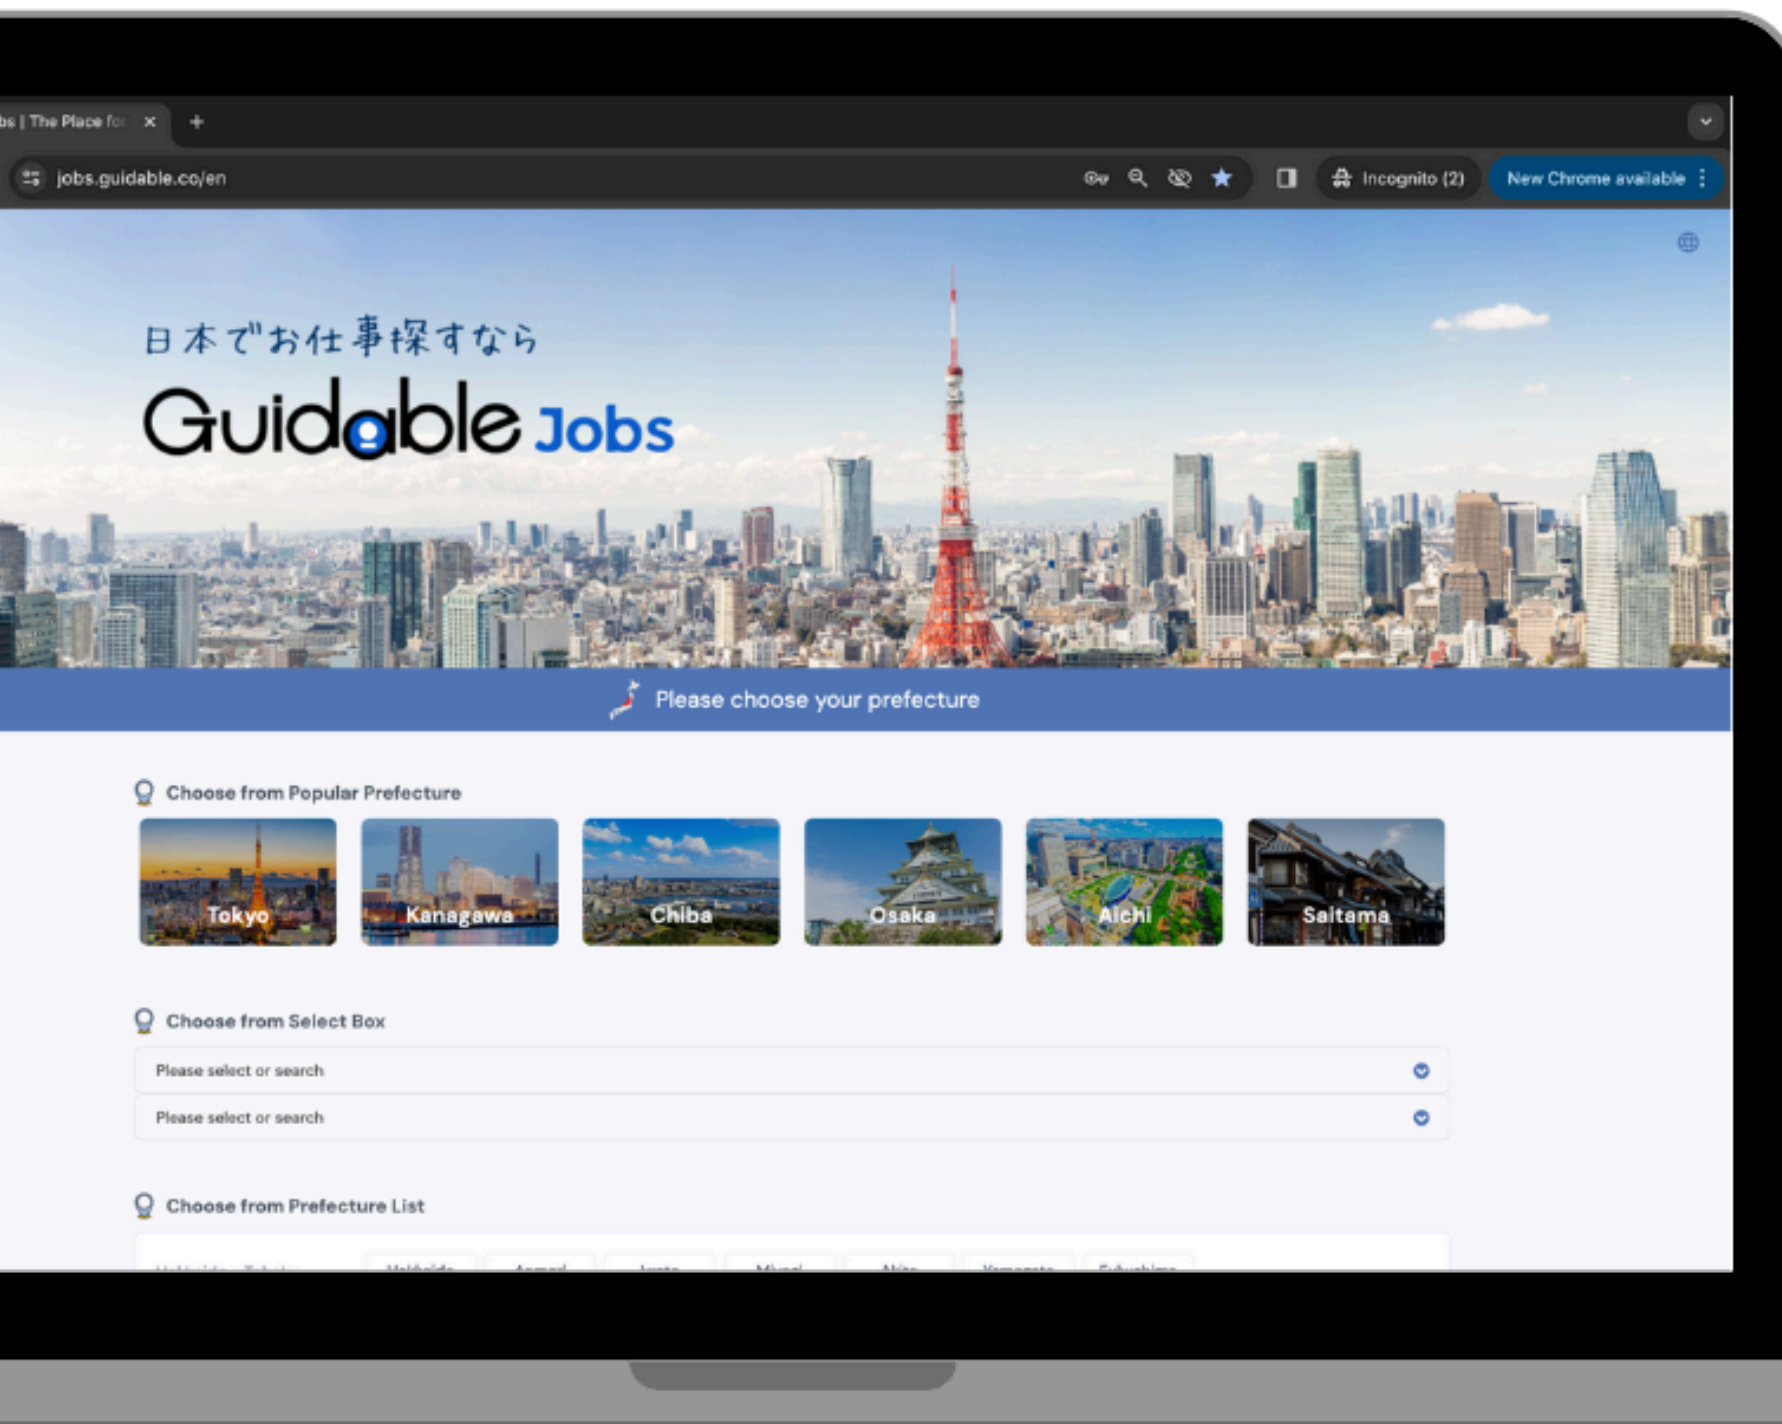 bs | The Place for
jobs.guidable.co/en
Incognito (2)
New Chrome available
日本でお仕事探すなら
Guidable Jobs
Please choose your prefecture
Choose from Popular Prefecture
Tokyo
Kanagawa
Chiba
Osaka
Aichi
Saitama
Choose from Select Box
Please select or search
Please select or search
Choose from Prefecture List